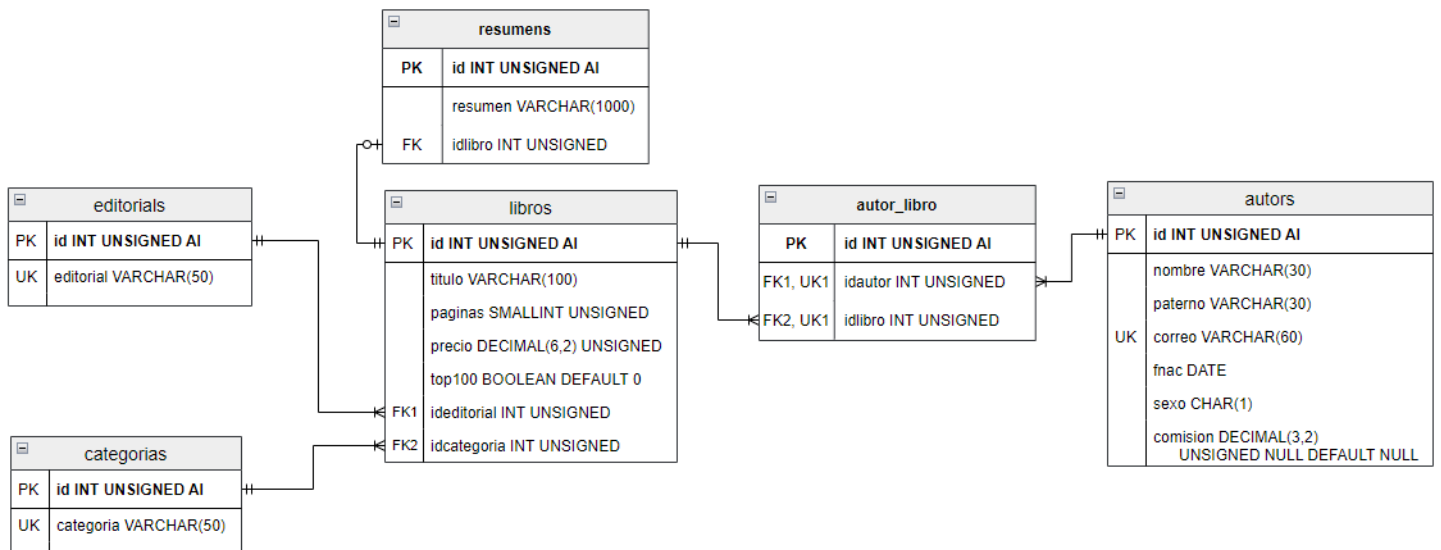 resumens
PK id INT UNSIGNED AI
resumen VARCHAR(1000)
FK idlibro INT UNSIGNED
editorials
PK id INT UNSIGNED AI
UK editorial VARCHAR(50)
libros
PK id INT UNSIGNED AI
titulo VARCHAR(100)
paginas SMALLINT UNSIGNED
precio DECIMAL(6,2) UNSIGNED
top100 BOOLEAN DEFAULT 0
FK1 ideditorial INT UNSIGNED
FK2 idcategoria INT UNSIGNED
autor_libro
PK id INT UNSIGNED AI
FK1, UK1 idautor INT UNSIGNED
FK2, UK1 idlibro INT UNSIGNED
autors
PK id INT UNSIGNED AI
nombre VARCHAR(30)
paterno VARCHAR(30)
UK correo VARCHAR(60)
fnac DATE
sexo CHAR(1)
comision DECIMAL(3,2)
UNSIGNED NULL DEFAULT NULL
categorias
PK id INT UNSIGNED AI
UK categoria VARCHAR(50)